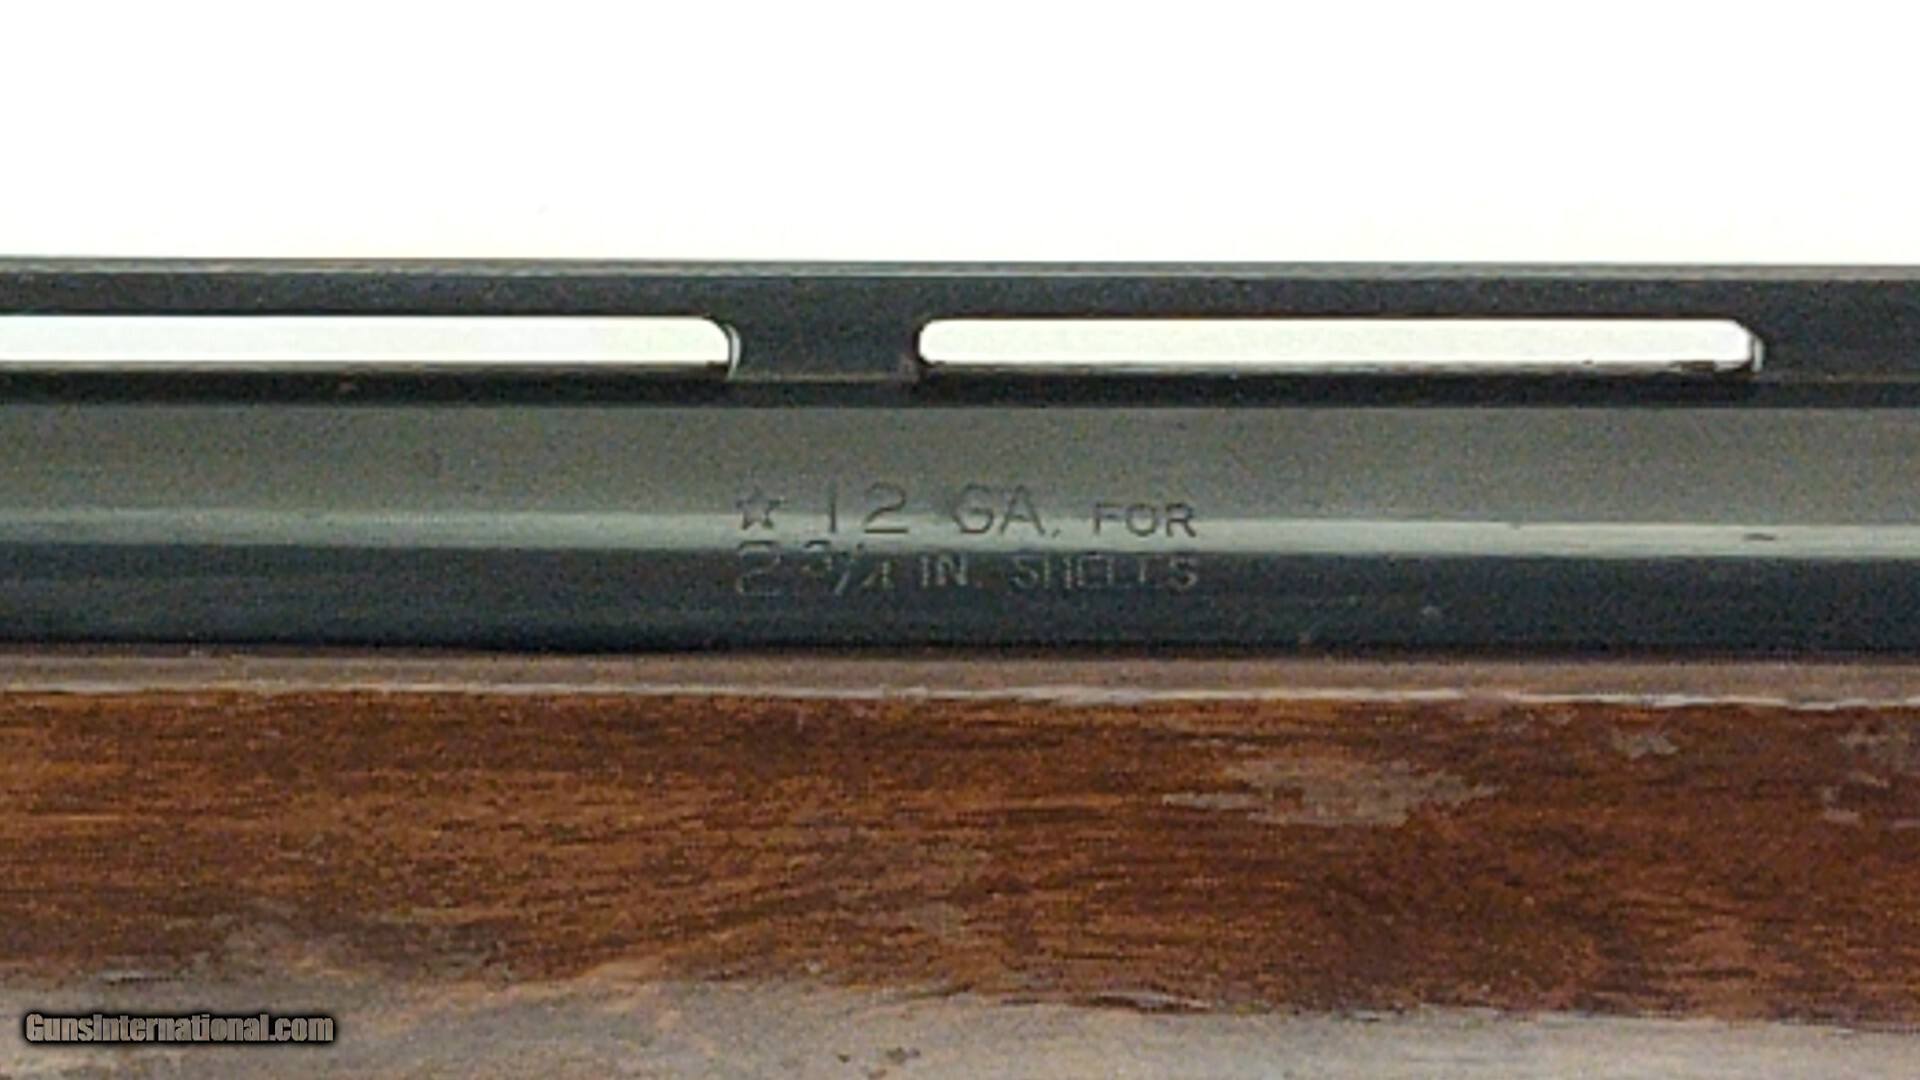 ☆ 12 GA. FOR
2 3/4 IN. SHELLS
GunsInternational.com